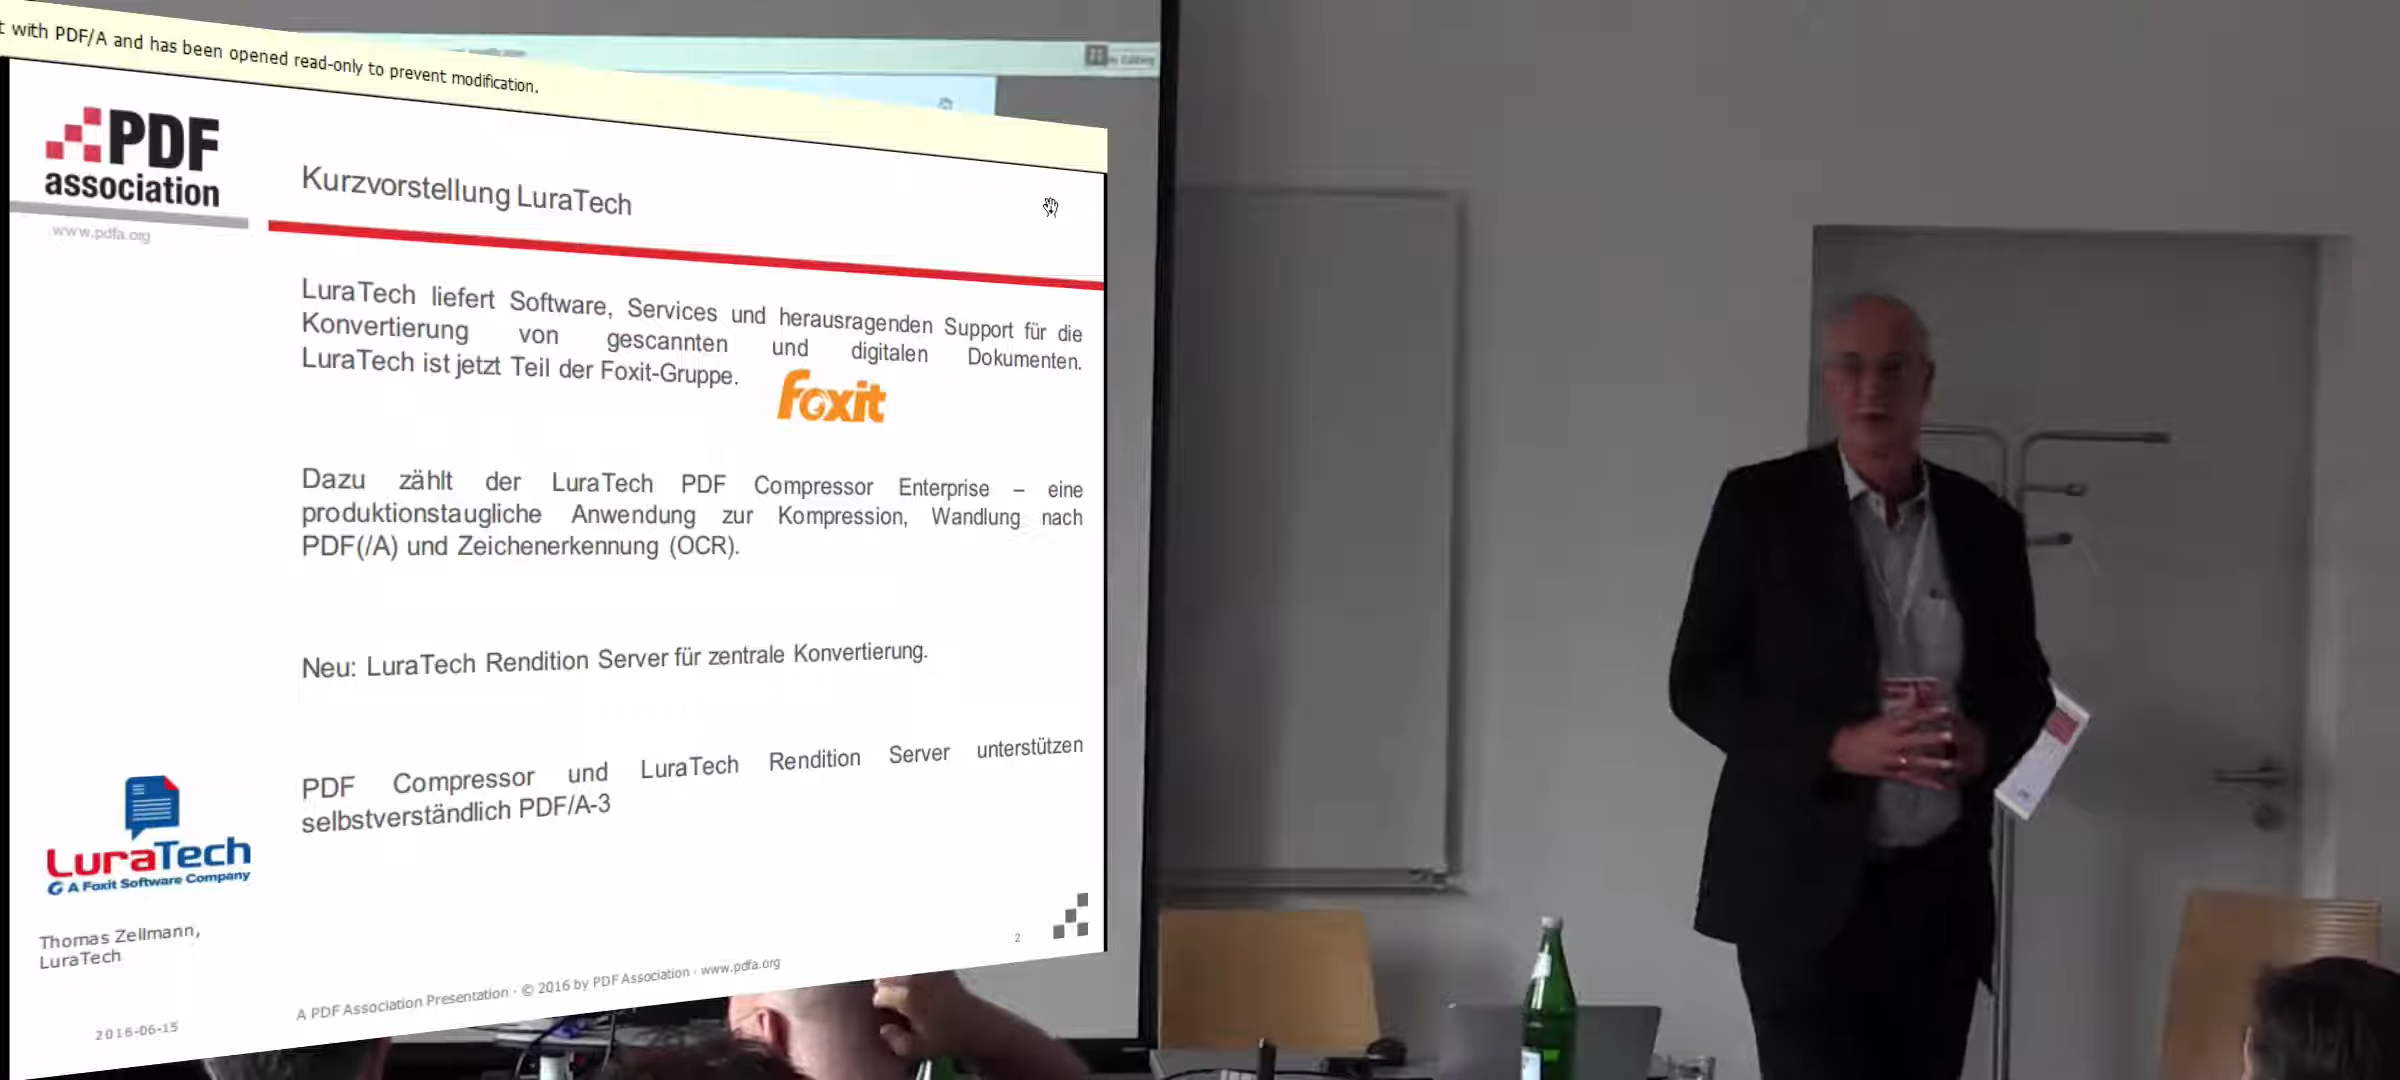 t with PDF/A and has been opened read-only to prevent modification.
PDF
association
www.pdfa.org
Kurzvorstellung LuraTech
LuraTech liefert Software, Services und herausragenden Support für die
Konvertierung von gescannten und digitalen Dokumenten.
LuraTech ist jetzt Teil der Foxit-Gruppe.
foxit
Dazu zählt der LuraTech PDF Compressor Enterprise – eine
produktionstaugliche Anwendung zur Kompression, Wandlung nach
PDF(/A) und Zeichenerkennung (OCR).
Neu: LuraTech Rendition Server für zentrale Konvertierung.
PDF Compressor und LuraTech Rendition Server unterstützen
selbstverständlich PDF/A-3
LuraTech
A Foxit Software Company
Thomas Zellmann,
LuraTech
2
A PDF Association Presentation · © 2016 by PDF Association · www.pdfa.org
2016-06-15